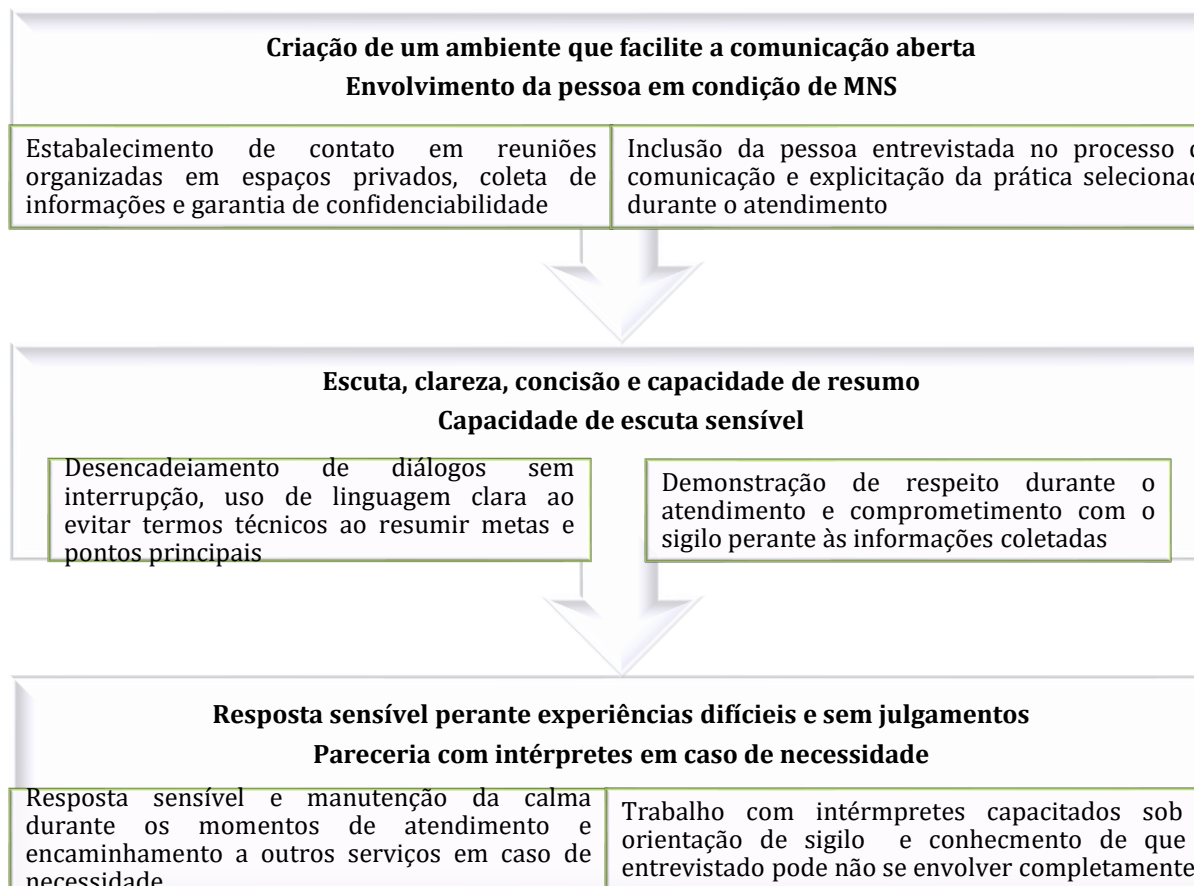 Criação de um ambiente que facilite a comunicação aberta
Envolvimento da pessoa em condição de MNS
Estabalecimento de contato em reuniões
organizadas em espaços privados, coleta de
informações e garantia de confidenciabilidade
Inclusão da pessoa entrevistada no processo
comunicação e explicitação da prática
durante o atendimento
Escuta, clareza, concisão e capacidade de resumo
Capacidade de escuta sensível
Desencadeiamento de diálogos sem
interrupção, uso de linguagem clara ao
evitar termos técnicos ao resumir metas e
pontos principais
Demonstração de respeito durante o
atendimento e comprometimento com o
sigilo perante às informações coletadas
Resposta sensível perante experiências difícieis e sem julgamentos
Pareceria com intérpretes em caso de necessidade
Resposta sensível e manutenção da calma
durante os momentos de atendimento e
encaminhamento a outros serviços em caso de
necessidade
Trabalho com intérmpretes capacitados sob
orientação de sigilo e conhecmento de que
entrevistado pode não se envolver completamente